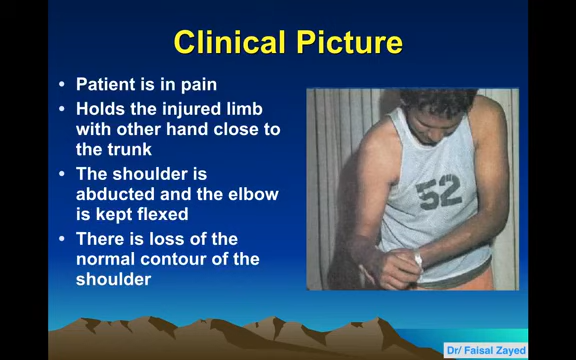 Clinical Picture
• Patient is in pain
• Holds the injured limb
with other hand close to
the trunk
• The shoulder is
abducted and the elbow
is kept flexed
• There is loss of the
normal contour of the
shoulder
52
Dr/ Faisal Zayed